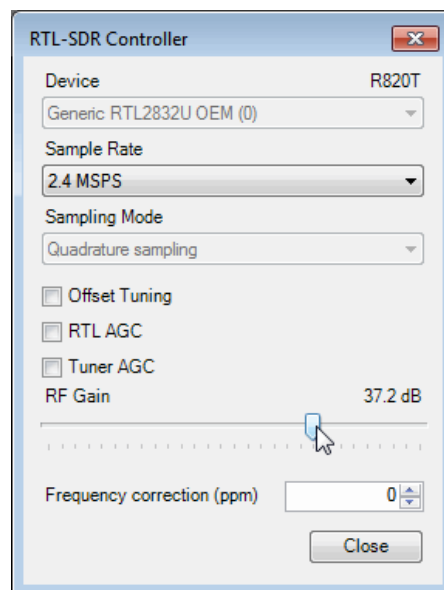 RTL-SDR Controller
Device R820T
Generic RTL2832U OEM (0)
Sample Rate
2.4 MSPS
Sampling Mode
Quadrature sampling
Offset Tuning
RTL AGC
Tuner AGC
RF Gain 37.2 dB
Frequency correction (ppm) 0
Close